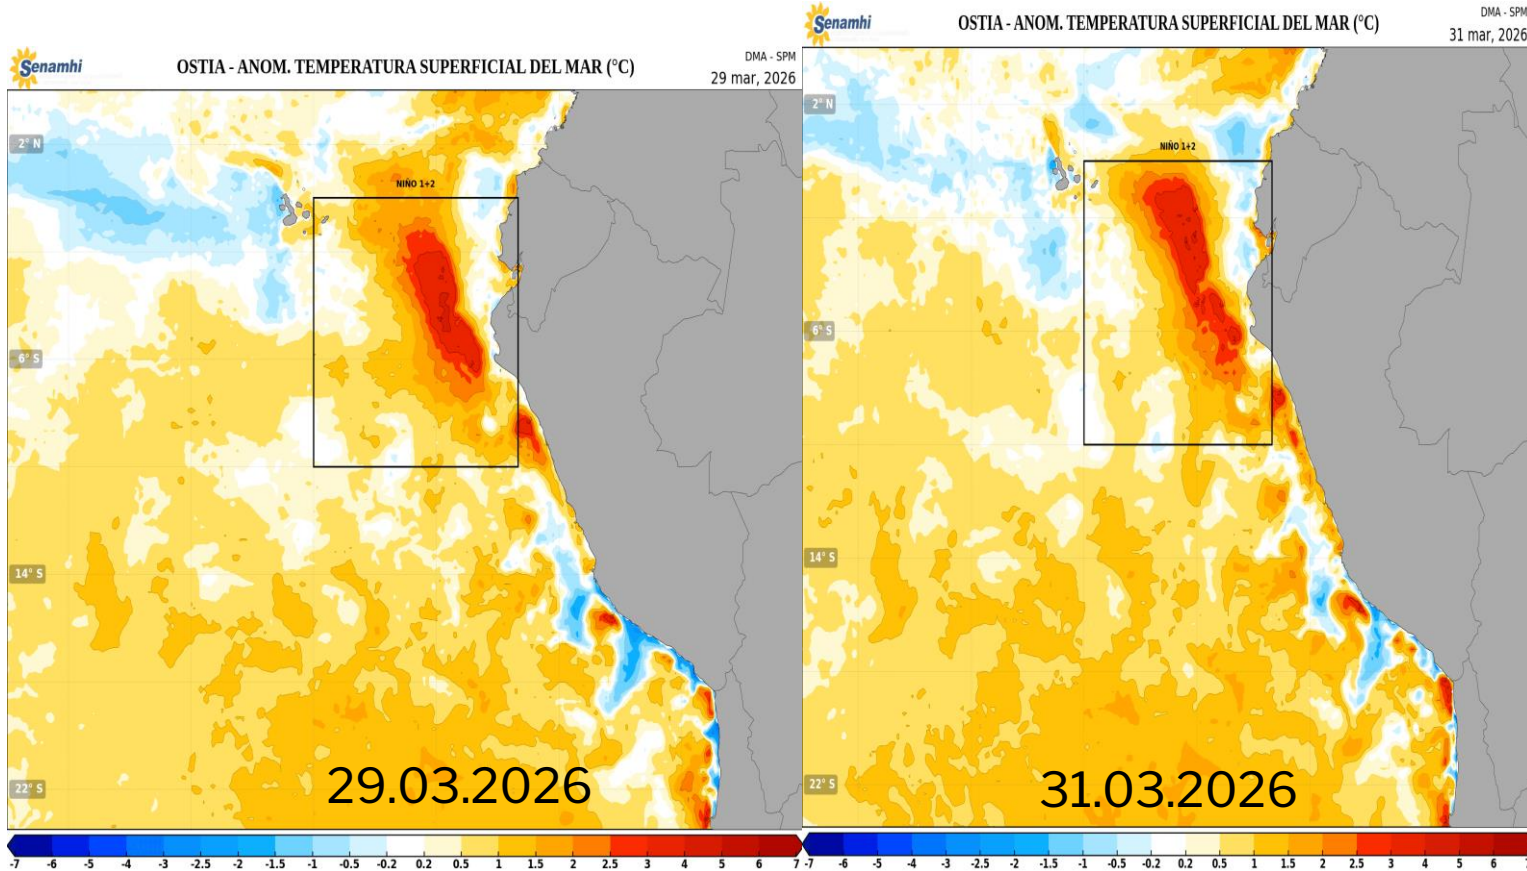 Senamhi
OSTIA - ANOM. TEMPERATURA SUPERFICIAL DEL MAR (°C)
DMA - SPM
29 mar, 2026
2° N
NIÑO 1+2
6° S
14° S
22° S
29.03.2026
-7 -6 -5 -4 -3 -2.5 -2 -1.5 -1 -0.5 -0.2 0.2 0.5 1 1.5 2 2.5 3 4 5 6 7
Senamhi
OSTIA - ANOM. TEMPERATURA SUPERFICIAL DEL MAR (°C)
DMA - SPM
31 mar, 2026
2° N
NIÑO 1+2
6° S
14° S
22° S
31.03.2026
-7 -6 -5 -4 -3 -2.5 -2 -1.5 -1 -0.5 -0.2 0.2 0.5 1 1.5 2 2.5 3 4 5 6